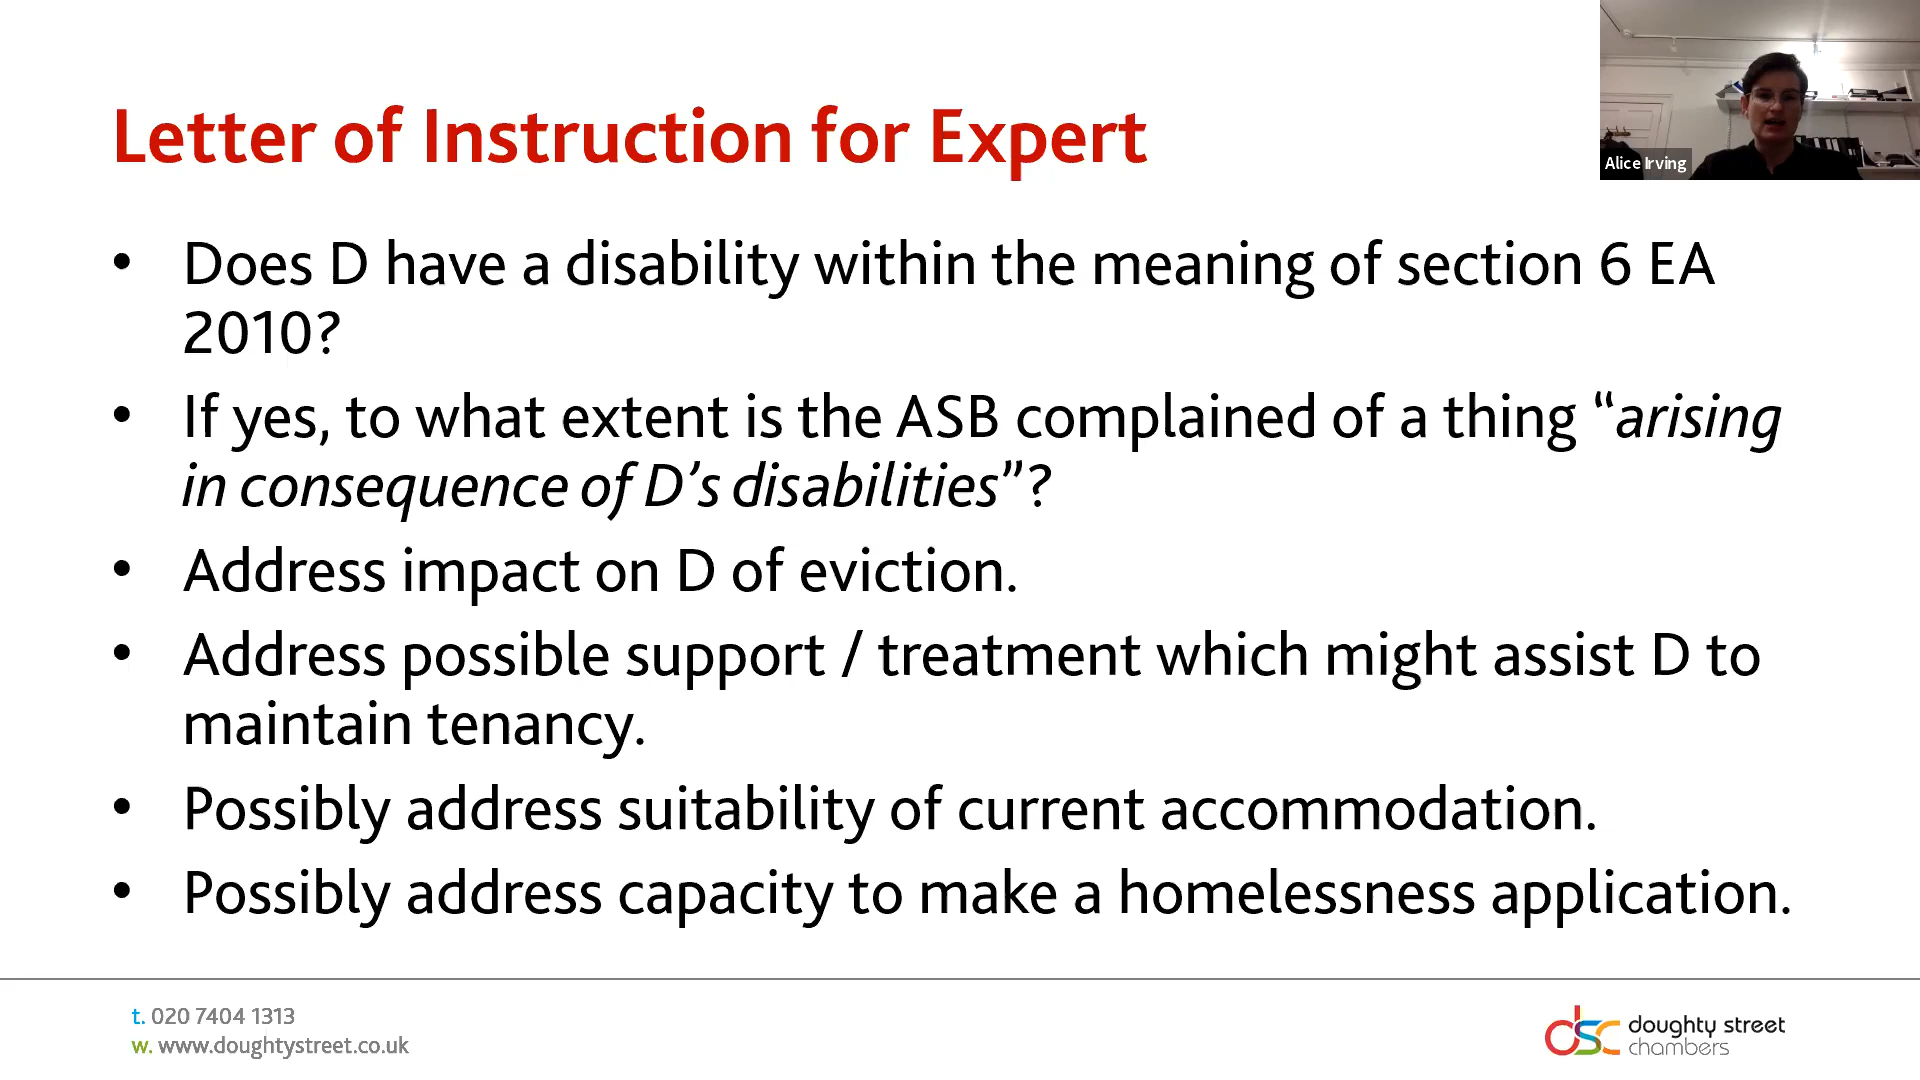 Letter of Instruction for Expert
Alice Irving
• Does D have a disability within the meaning of section 6 EA
2010?
• If yes, to what extent is the ASB complained of a thing “arising
in consequence of D’s disabilities”?
• Address impact on D of eviction.
• Address possible support / treatment which might assist D to
maintain tenancy.
• Possibly address suitability of current accommodation.
• Possibly address capacity to make a homelessness application.
t. 020 7404 1313
w. www.doughtystreet.co.uk
dsc doughty street
chambers